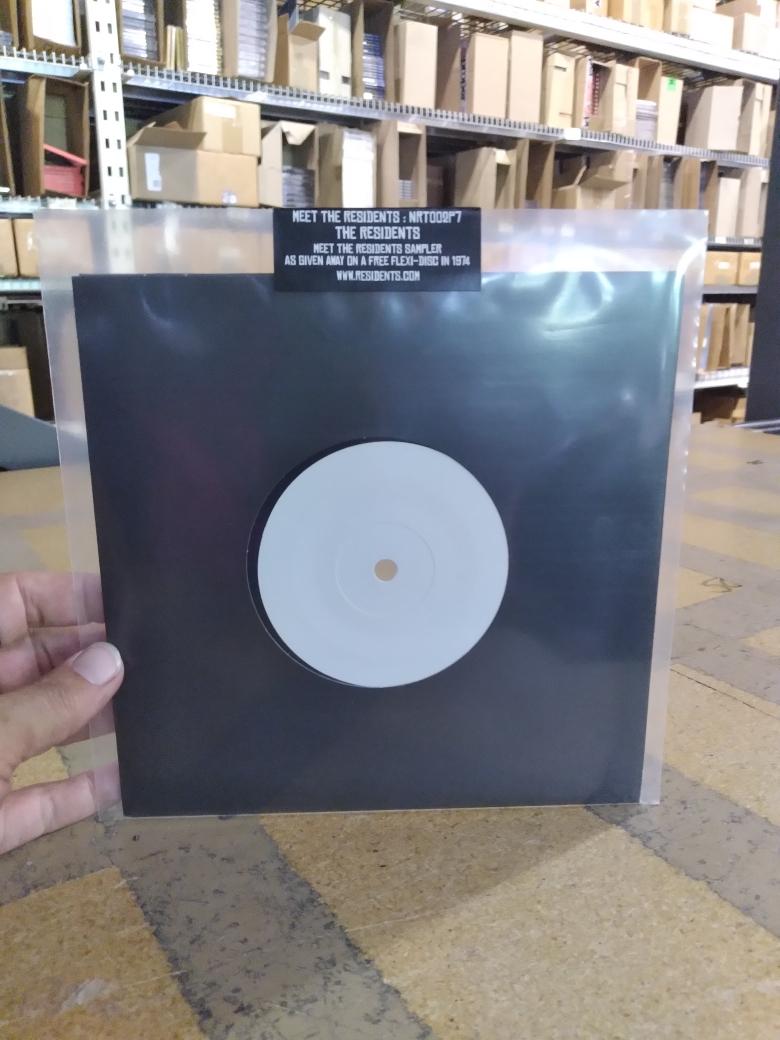 MEET THE RESIDENTS : NRT002F7
THE RESIDENTS
MEET THE RESIDENTS SAMPLER
AS GIVEN AWAY ON A FREE FLEXI-DISC IN 1974
WWW.RESIDENTS.COM